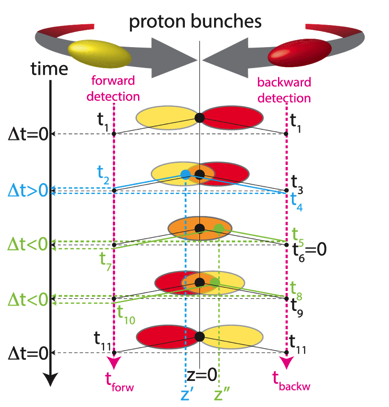 proton bunches
time
forward
detection
backward
detection
t1
t1
Δt=0
t2
t3
Δt>0
t4
t5
Δt<0
t7
t6=0
t8
Δt<0
t10
t9
t11
t11
Δt=0
tforw
z=0
tbackw
z′
z″